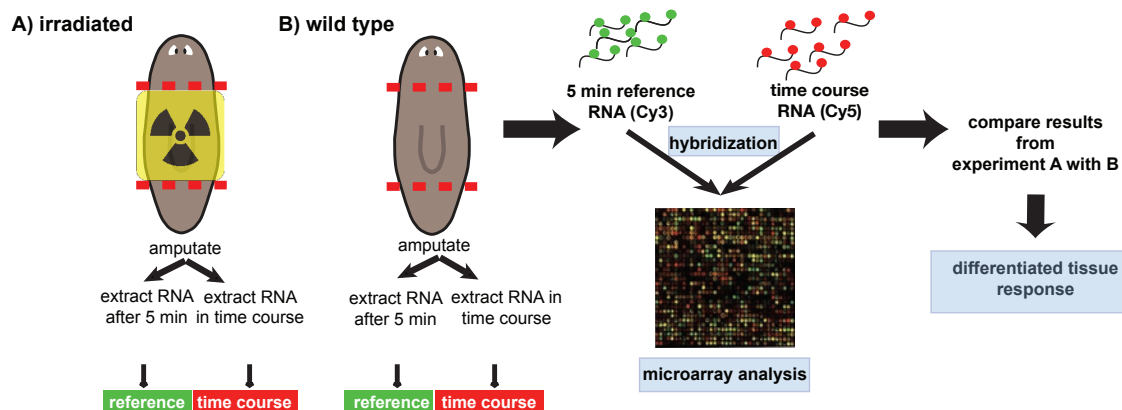 A) irradiated
amputate
extract RNA
after 5 min
extract RNA
in time course
reference
time course
B) wild type
amputate
extract RNA
after 5 min
extract RNA in
time course
reference
time course
5 min reference
RNA (Cy3)
time course
RNA (Cy5)
hybridization
microarray analysis
compare results
from
experiment A with B
differentiated tissue
response